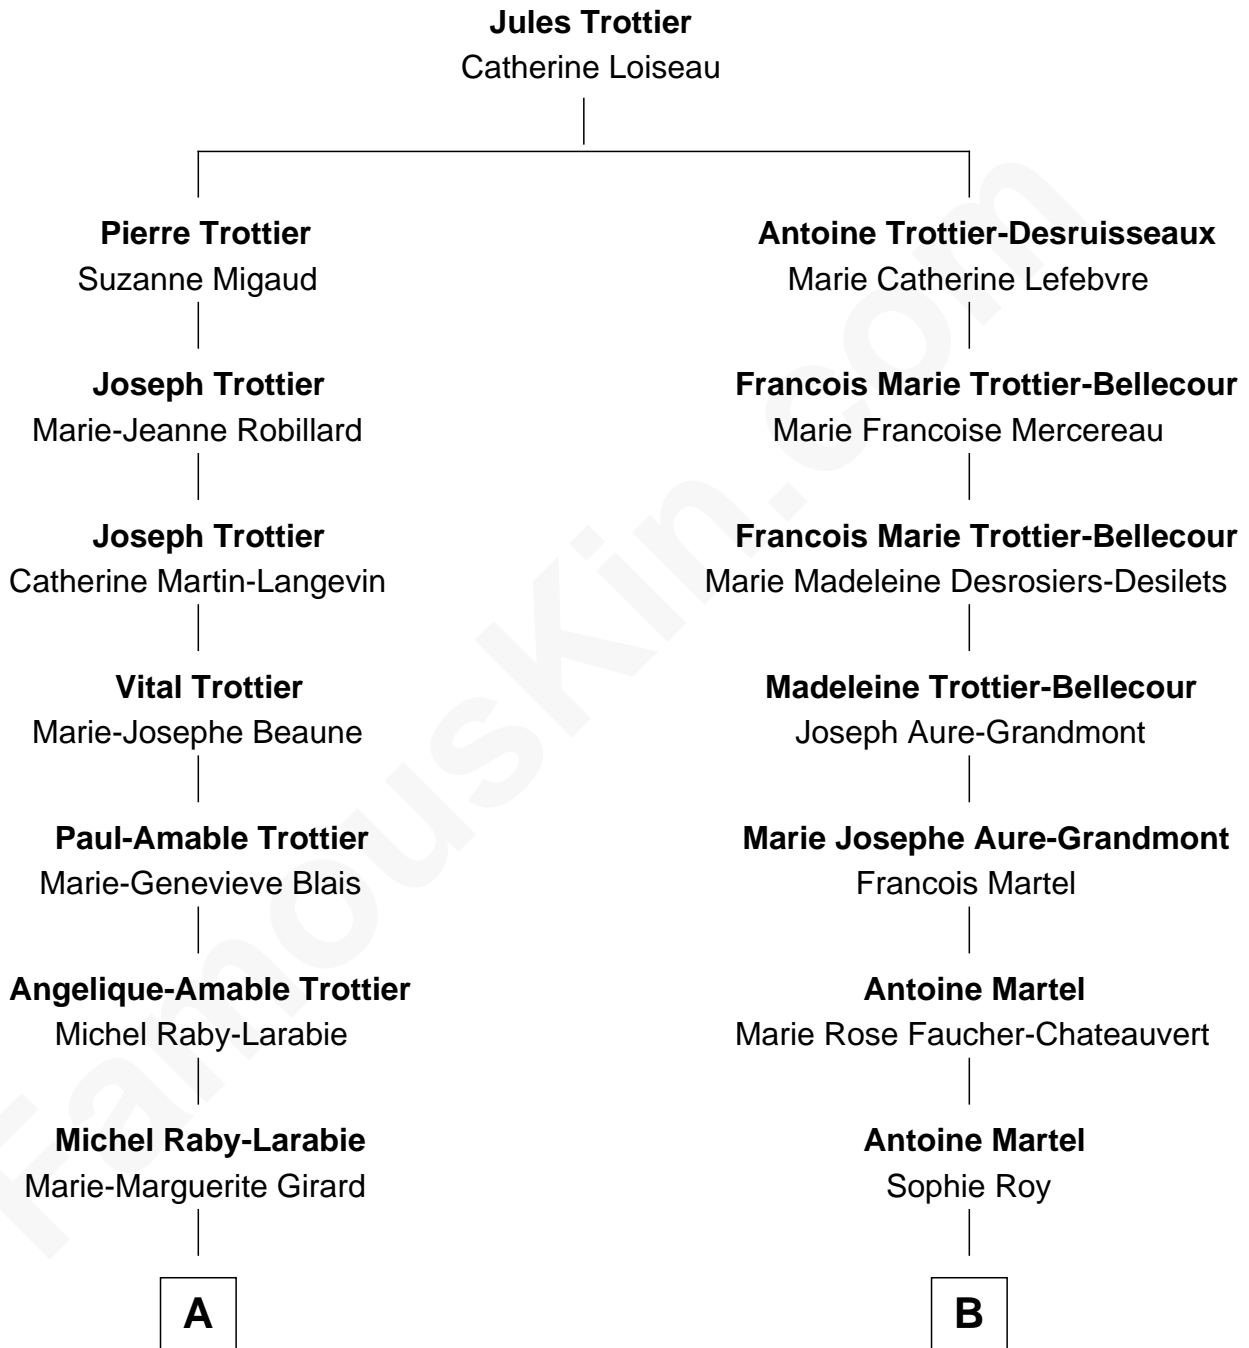 Jules Trottier
Catherine Loiseau
Pierre Trottier
Suzanne Migaud
Joseph Trottier
Marie-Jeanne Robillard
Joseph Trottier
Catherine Martin-Langevin
Vital Trottier
Marie-Josephe Beaune
Paul-Amable Trottier
Marie-Genevieve Blais
Angelique-Amable Trottier
Michel Raby-Larabie
Michel Raby-Larabie
Marie-Marguerite Girard
A
Antoine Trottier-Desruisseaux
Marie Catherine Lefebvre
Francois Marie Trottier-Bellecour
Marie Francoise Mercereau
Francois Marie Trottier-Bellecour
Marie Madeleine Desrosiers-Desilets
Madeleine Trottier-Bellecour
Joseph Aure-Grandmont
Marie Josephe Aure-Grandmont
Francois Martel
Antoine Martel
Marie Rose Faucher-Chateauvert
Antoine Martel
Sophie Roy
B
FamousKin.com